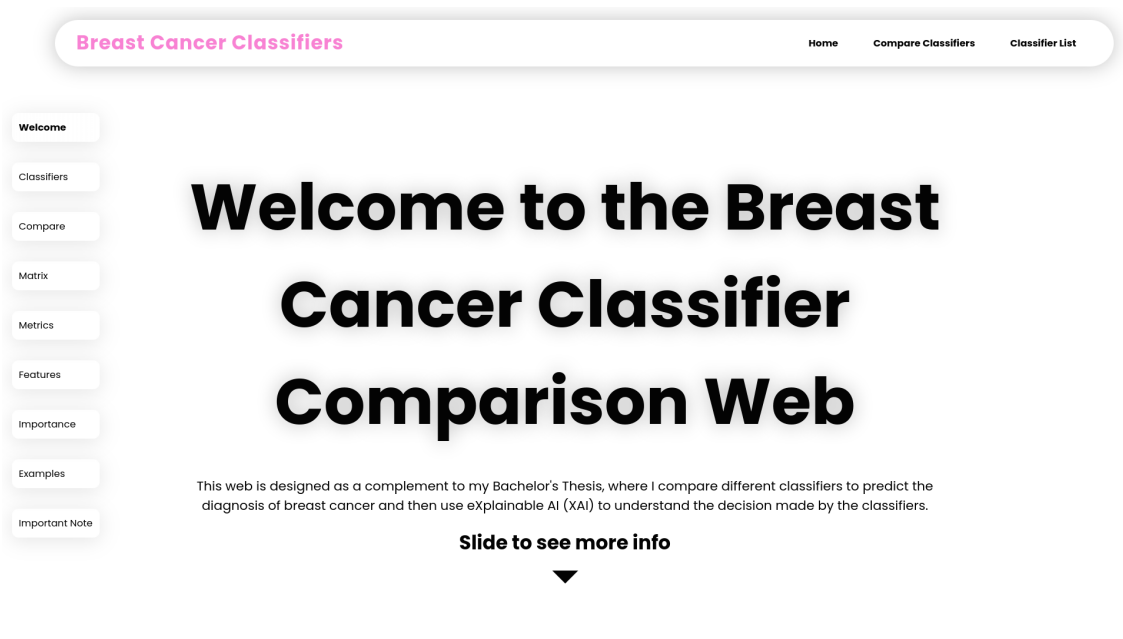 Breast Cancer Classifiers
Home
Compare Classifiers
Classifier List
Welcome
Classifiers
Compare
Matrix
Metrics
Features
Importance
Examples
Important Note
Welcome to the Breast
Cancer Classifier
Comparison Web
This web is designed as a complement to my Bachelor's Thesis, where I compare different classifiers to predict the
diagnosis of breast cancer and then use eXplainable AI (XAI) to understand the decision made by the classifiers.
Slide to see more info